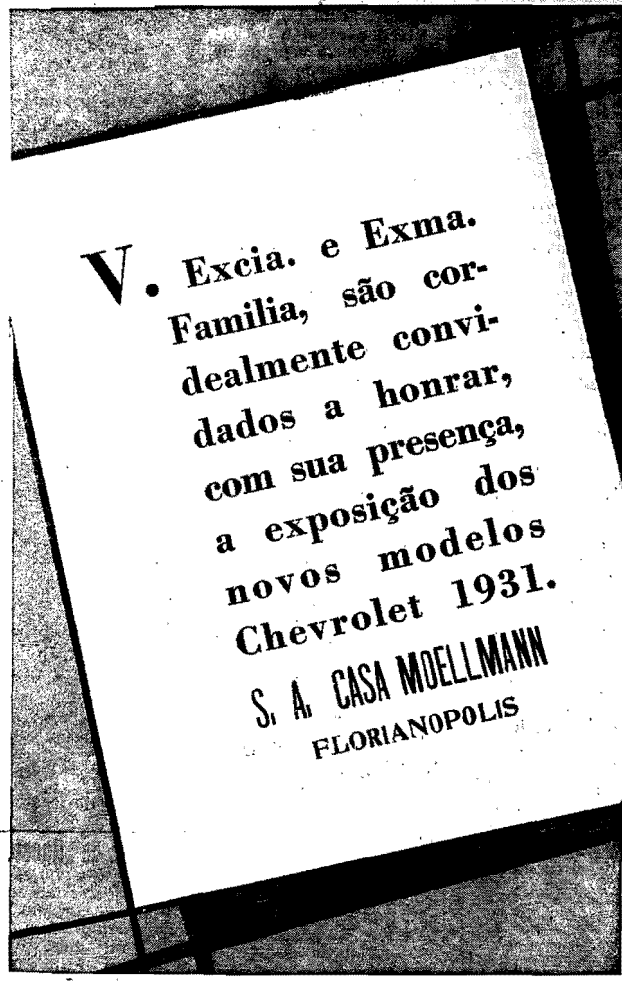 V. Excia. e Exma.
Familia, são cor-
dealmente convi-
dados a honrar,
com sua presença,
a exposição dos
novos modelos
Chevrolet 1931.
S. A. CASA MOELLMANN
FLORIANOPOLIS